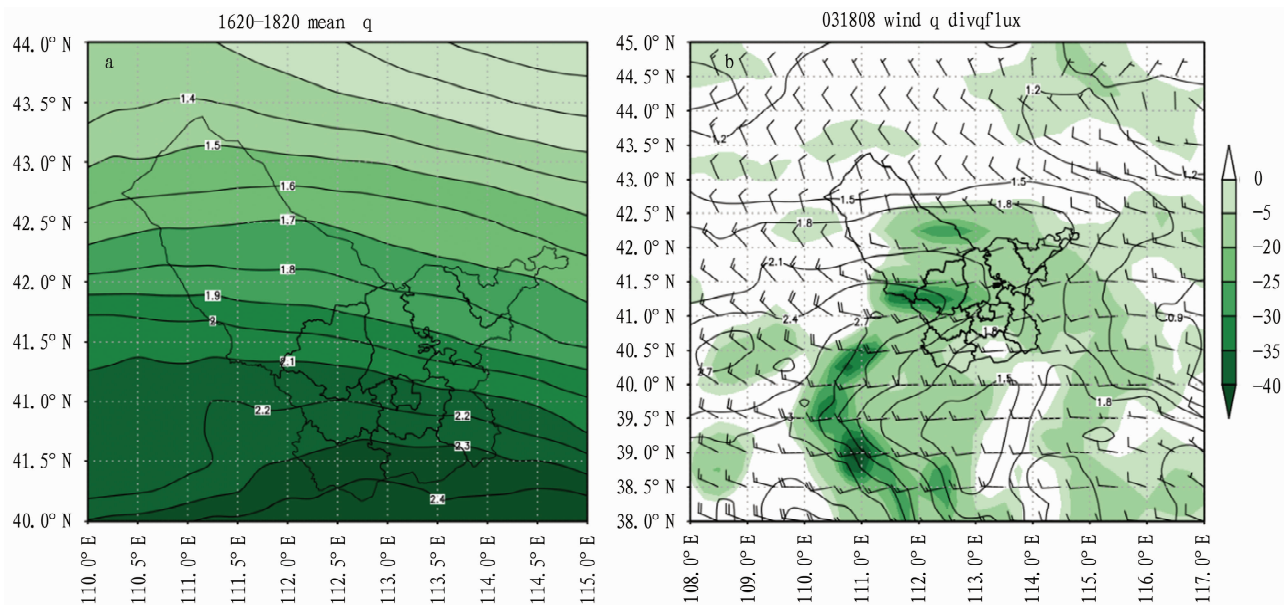 1620-1820 mean q
a
44.0° N
43.5° N
43.0° N
42.5° N
42.0° N
41.5° N
41.0° N
41.5° N
40.0° N
1.4
1.5
1.6
1.7
1.8
1.9
2
2.1
2.2
2.2
2.3
2.4
110.0° E
110.5° E
111.0° E
111.5° E
112.0° E
112.5° E
113.0° E
113.5° E
114.0° E
114.5° E
115.0° E
031808 wind q divqflux
b
45.0° N
44.5° N
44.0° N
43.5° N
43.0° N
42.5° N
42.0° N
41.5° N
41.0° N
40.5° N
40.0° N
39.5° N
39.0° N
38.5° N
38.0° N
1.2
1.2
1.2
1.5
1.5
1.8
1.8
2.1
2.4
2.7
0.9
1.8
2.7
1.5
1.8
108.0° E
109.0° E
110.0° E
111.0° E
112.0° E
113.0° E
114.0° E
115.0° E
116.0° E
117.0° E
0
-5
-20
-25
-30
-35
-40